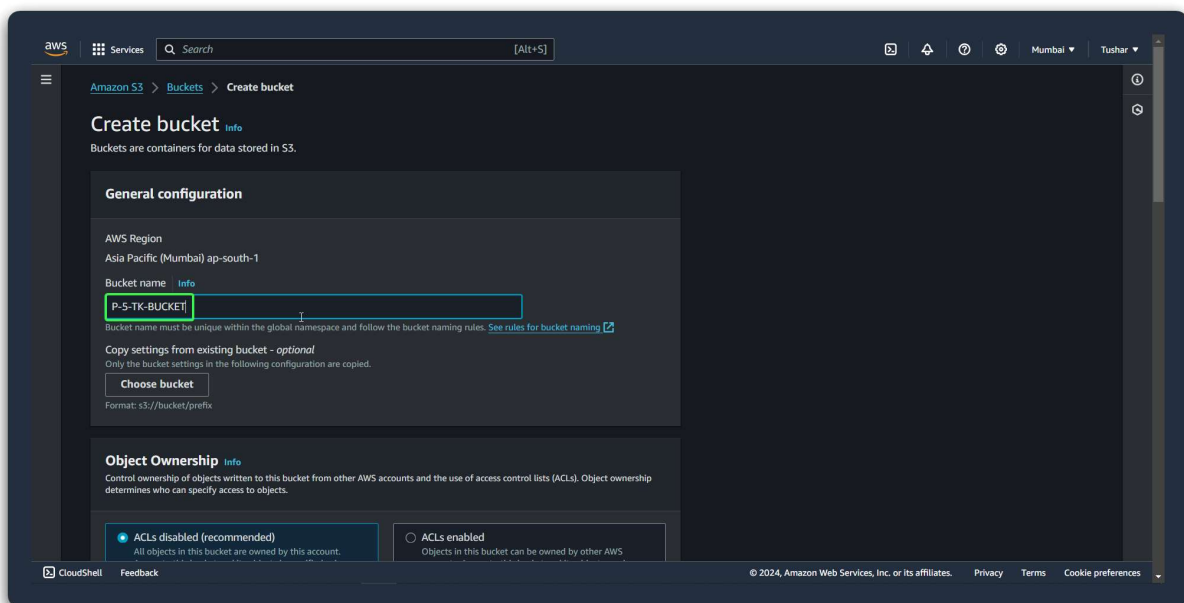 aws Services Search [Alt+S] Mumbai Tushar
Amazon S3 > Buckets > Create bucket
Create bucket Info
Buckets are containers for data stored in S3.
General configuration
AWS Region
Asia Pacific (Mumbai) ap-south-1
Bucket name Info
P-5-TK-BUCKET
Bucket name must be unique within the global namespace and follow the bucket naming rules. See rules for bucket naming
Copy settings from existing bucket - optional
Only the bucket settings in the following configuration are copied.
Choose bucket
Format: s3://bucket/prefix
Object Ownership Info
Control ownership of objects written to this bucket from other AWS accounts and the use of access control lists (ACLs). Object ownership
determines who can specify access to objects.
ACLs disabled (recommended) ACLs enabled
All objects in this bucket are owned by this account. Objects in this bucket can be owned by other AWS
CloudShell Feedback © 2024, Amazon Web Services, Inc. or its affiliates. Privacy Terms Cookie preferences